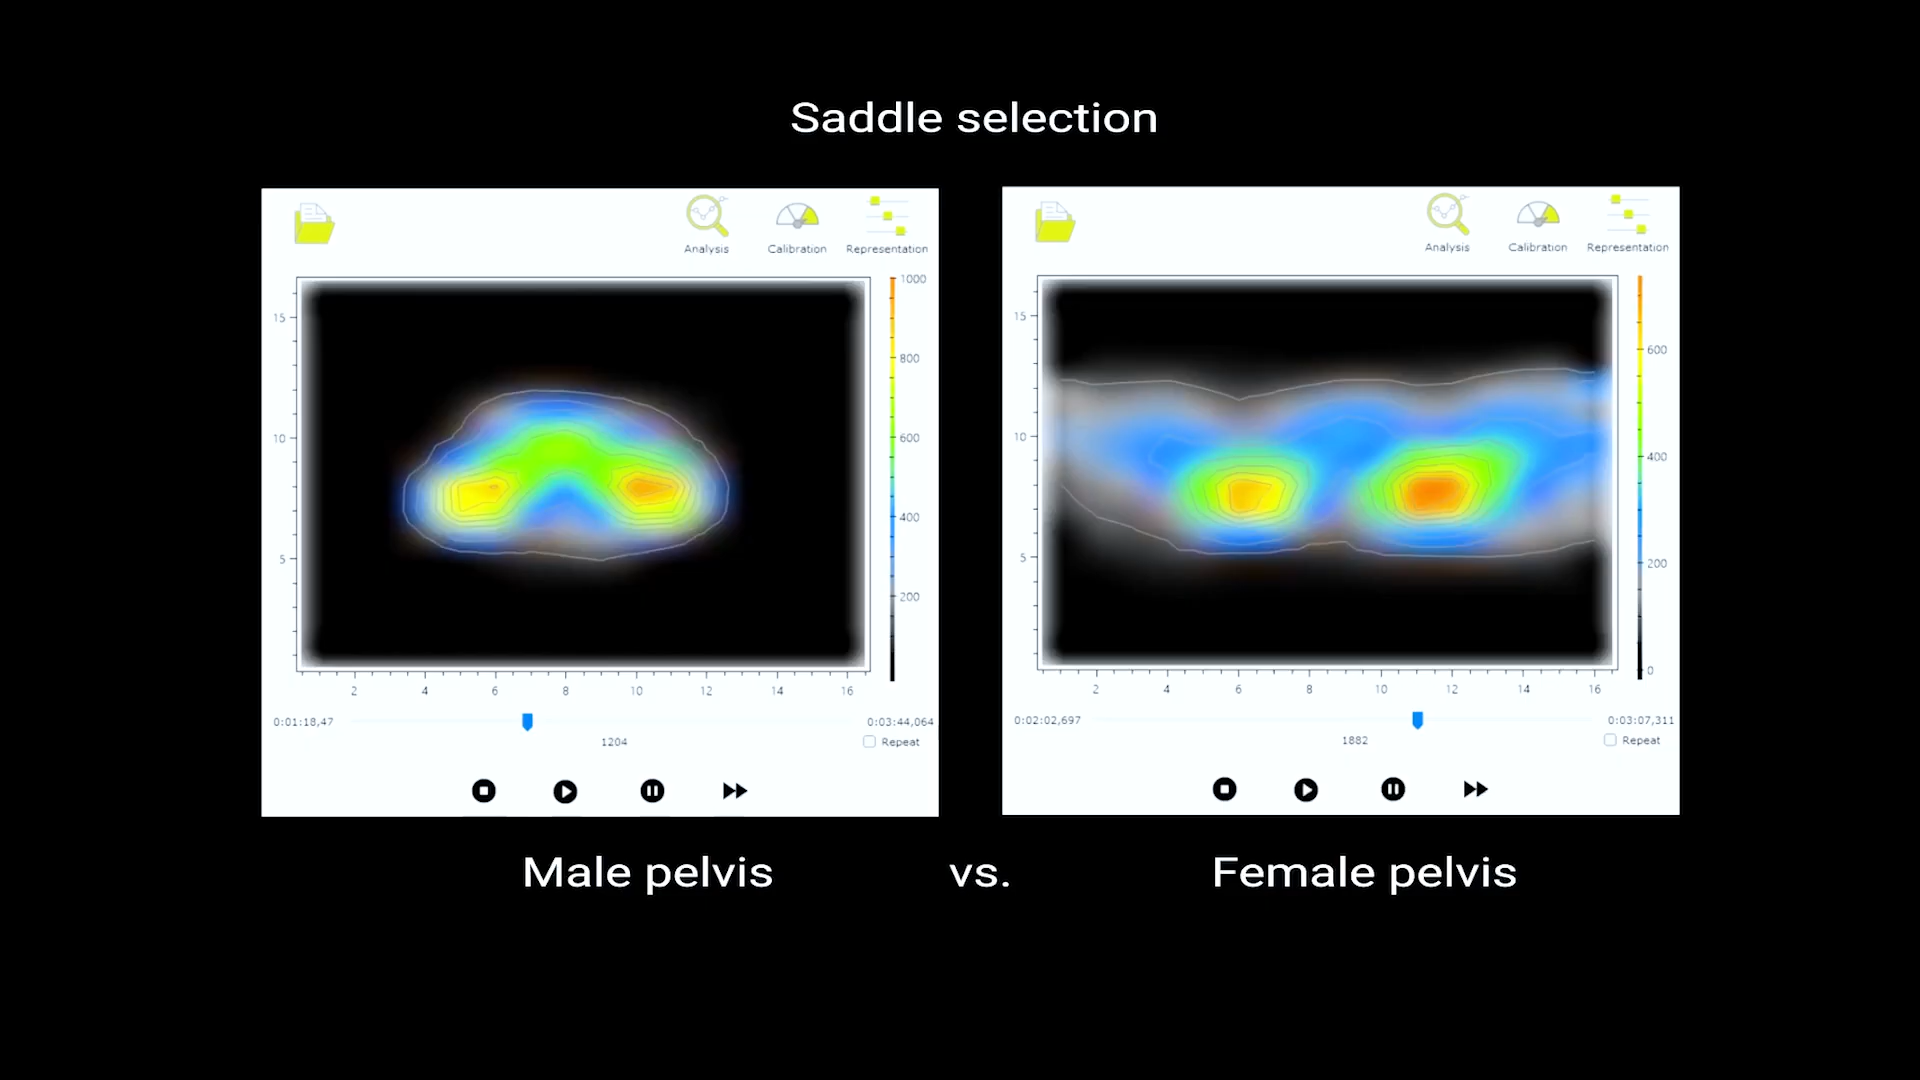 Saddle selection
Analysis Calibration Representation
15
10
5
1000
800
600
400
200
2 4 6 8 10 12 14 16
0:01:18,47 0:03:44,064
1204
Repeat
Analysis Calibration Representation
15
10
5
600
400
200
0
2 4 6 8 10 12 14 16
0:02:02,697 0:03:07,311
1882
Repeat
Male pelvis vs. Female pelvis